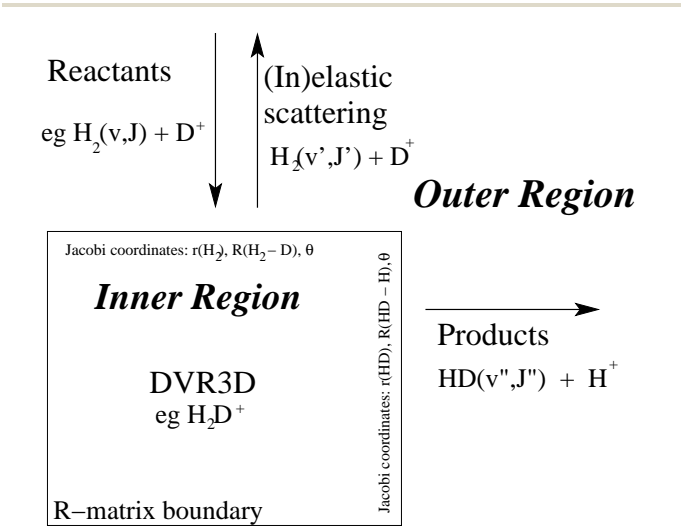 Reactants
eg H₂(v,J) + D⁺
(In)elastic
scattering
H₂(v’,J’) + D⁺
Outer Region
Jacobi coordinates: r(H₂), R(H₂− D), θ
Inner Region
DVR3D
eg H₂D⁺
R−matrix boundary
Jacobi coordinates: r(HD), R(HD − H),θ
Products
HD(v",J") + H⁺